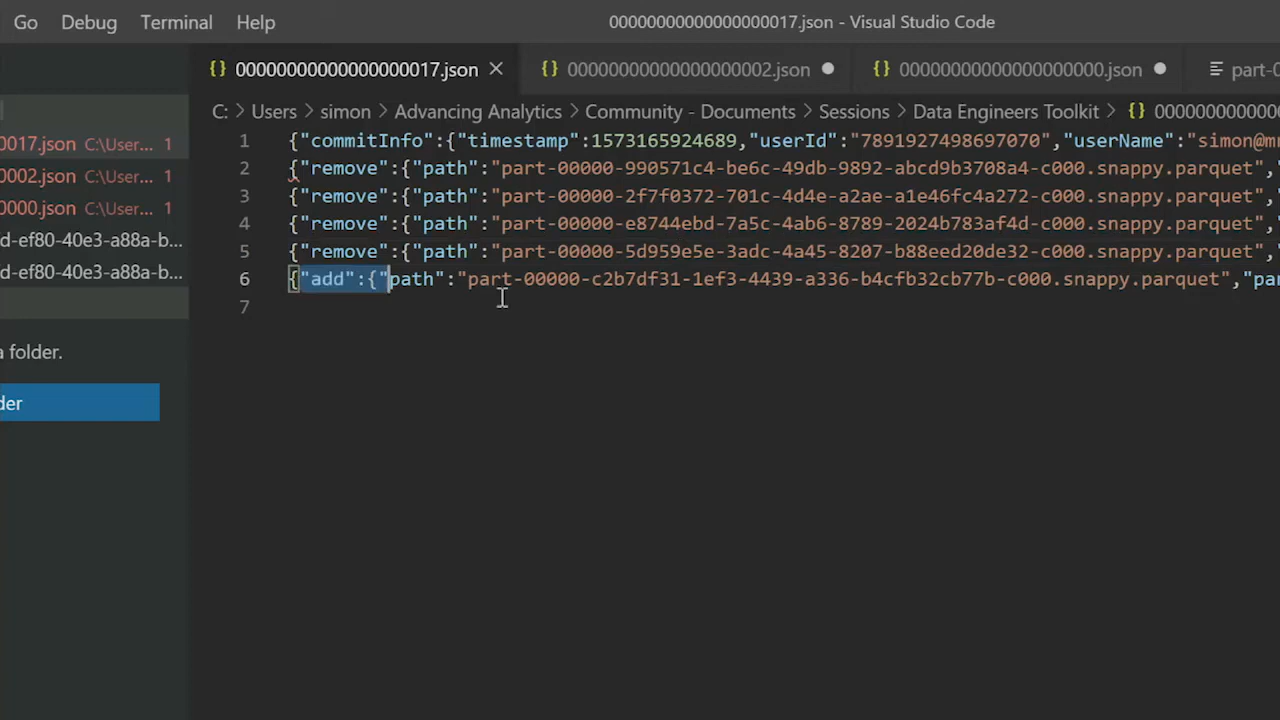 Go Debug Terminal Help 00000000000000000017.json - Visual Studio Code
{} 00000000000000000017.json × {} 00000000000000000002.json ● {} 00000000000000000000.json ● part-0
C: > Users > simon > Advancing Analytics > Community - Documents > Sessions > Data Engineers Toolkit > {} 0000000000
0017.json C:\User... 1
0002.json C:\User... 1
0000.json C:\User... 1
d-ef80-40e3-a88a-b...
d-ef80-40e3-a88a-b...
a folder.
der
1 {"commitInfo":{"timestamp":1573165924689,"userId":"7891927498697070","userName":"simon@m
2 {"remove":{"path":"part-00000-990571c4-be6c-49db-9892-abcd9b3708a4-c000.snappy.parquet","
3 {"remove":{"path":"part-00000-2f7f0372-701c-4d4e-a2ae-a1e46fc4a272-c000.snappy.parquet","
4 {"remove":{"path":"part-00000-e8744ebd-7a5c-4ab6-8789-2024b783af4d-c000.snappy.parquet","
5 {"remove":{"path":"part-00000-5d959e5e-3adc-4a45-8207-b88eed20de32-c000.snappy.parquet","
6 {"add":{"path":"part-00000-c2b7df31-1ef3-4439-a336-b4cfb32cb77b-c000.snappy.parquet","par
7